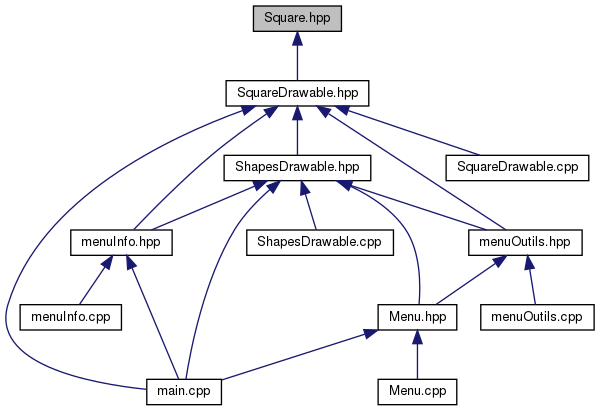 Square.hpp
SquareDrawable.hpp
ShapesDrawable.hpp
SquareDrawable.cpp
menuInfo.hpp
ShapesDrawable.cpp
menuOutils.hpp
menuInfo.cpp
Menu.hpp
menuOutils.cpp
main.cpp
Menu.cpp